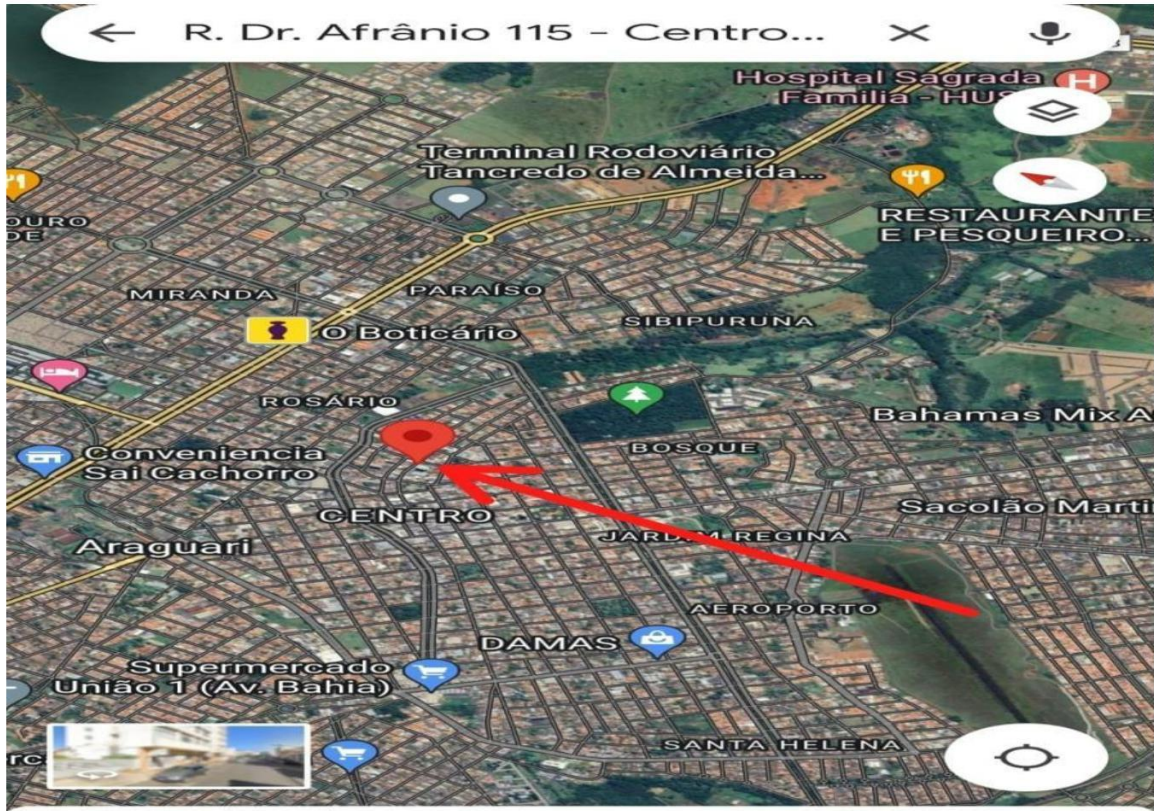 R. Dr. Afrânio 115 - Centro...
Hospital Sagrada
Família - HUS
Terminal Rodoviário
Tancredo de Almeida...
OURO
DE
RESTAURANTE
E PESQUEIRO...
MIRANDA
PARAÍSO
SIBIPURUNA
O Boticário
ROSÁRIO
Bahamas Mix A
Conveniencia
Sai Cachorro
BOSQUE
CENTRO
Sacolão Marti
Araguari
JARDIM REGINA
AEROPORTO
DAMAS
Supermercado
União 1 (Av. Bahia)
SANTA HELENA